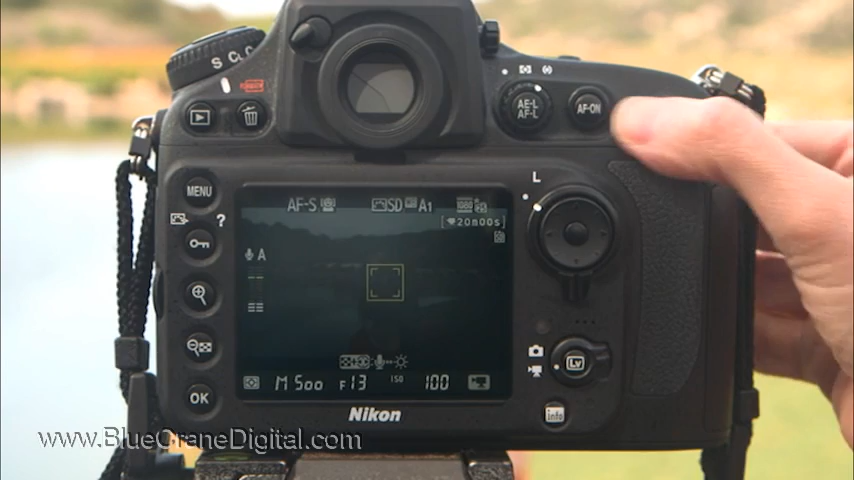 S CL C
AE-L
AF-L
AF-ON
MENU
?
L
AF-S SD A1 1080
[20m00s]
A
M 500 F13 ISO 100
OK
Lv
info
Nikon
www.BlueCraneDigital.com